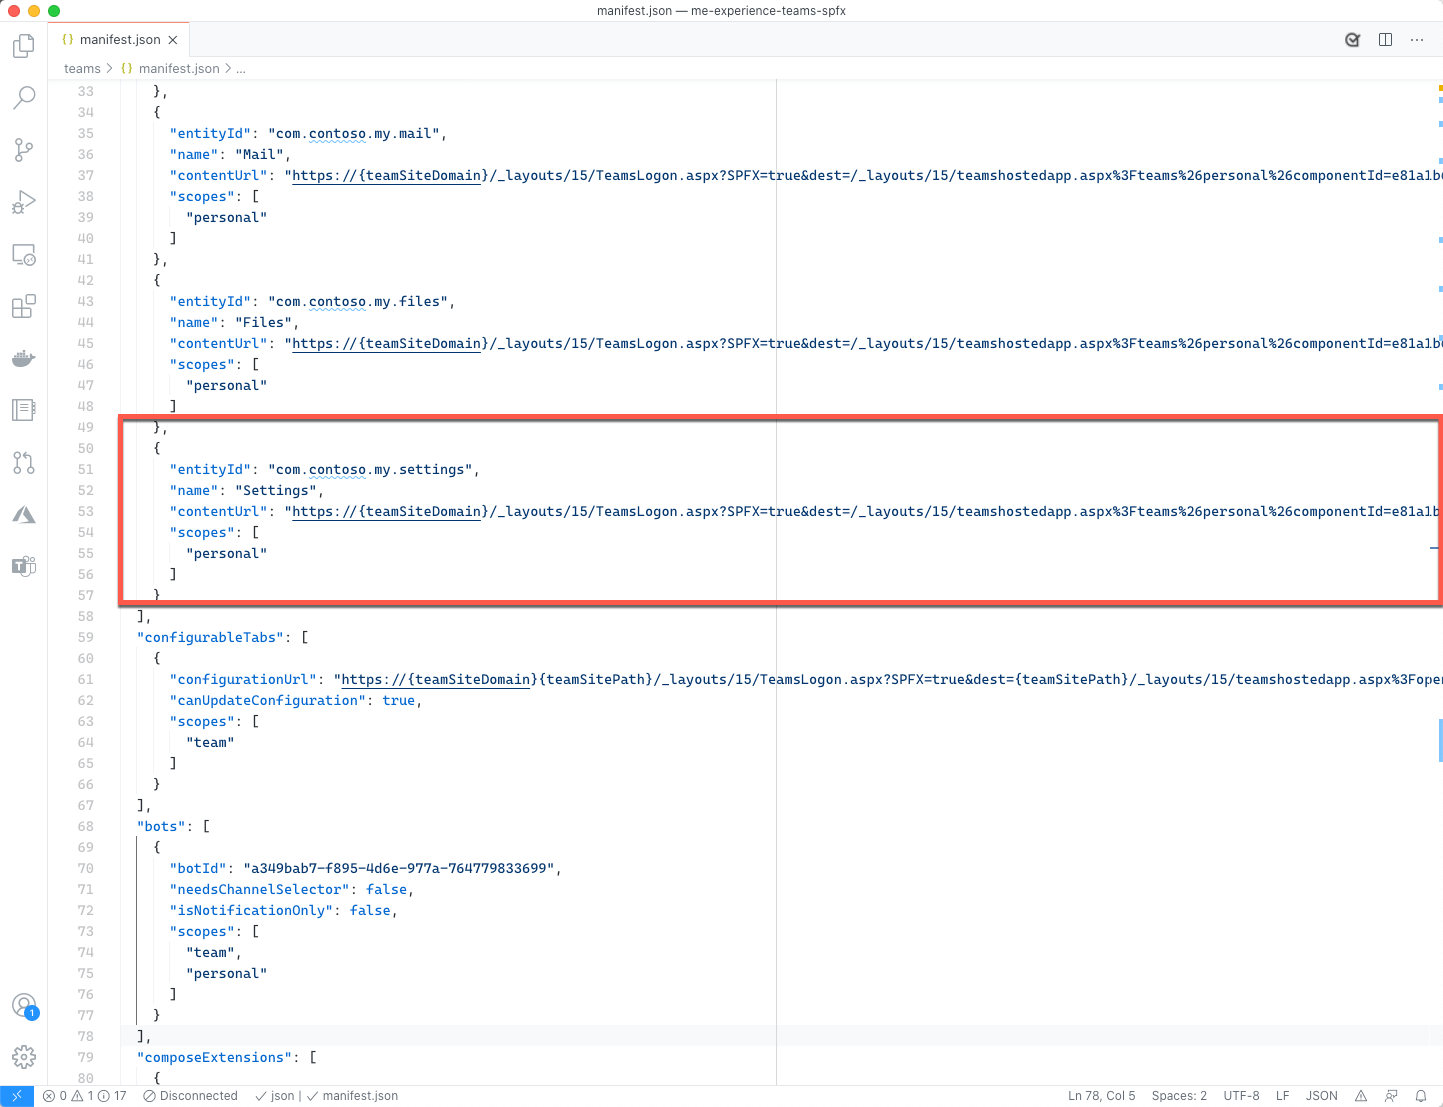 manifest.json — me-experience-teams-spfx
{} manifest.json ×
teams > {} manifest.json > ...
33 },
34 {
35 "entityId": "com.contoso.my.mail",
36 "name": "Mail",
37 "contentUrl": "https://{teamSiteDomain}/_layouts/15/TeamsLogon.aspx?SPFX=true&dest=/_layouts/15/teamshostedapp.aspx%3Fteams%26personal%26componentId=e81a1b
38 "scopes": [
39 "personal"
40 ]
41 },
42 {
43 "entityId": "com.contoso.my.files",
44 "name": "Files",
45 "contentUrl": "https://{teamSiteDomain}/_layouts/15/TeamsLogon.aspx?SPFX=true&dest=/_layouts/15/teamshostedapp.aspx%3Fteams%26personal%26componentId=e81a1b
46 "scopes": [
47 "personal"
48 ]
49 },
50 {
51 "entityId": "com.contoso.my.settings",
52 "name": "Settings",
53 "contentUrl": "https://{teamSiteDomain}/_layouts/15/TeamsLogon.aspx?SPFX=true&dest=/_layouts/15/teamshostedapp.aspx%3Fteams%26personal%26componentId=e81a1b
54 "scopes": [
55 "personal"
56 ]
57 }
58 ],
59 "configurableTabs": [
60 {
61 "configurationUrl": "https://{teamSiteDomain}{teamSitePath}/_layouts/15/TeamsLogon.aspx?SPFX=true&dest={teamSitePath}/_layouts/15/teamshostedapp.aspx%3Fope
62 "canUpdateConfiguration": true,
63 "scopes": [
64 "team"
65 ]
66 }
67 ],
68 "bots": [
69 {
70 "botId": "a349bab7-f895-4d6e-977a-764779833699",
71 "needsChannelSelector": false,
72 "isNotificationOnly": false,
73 "scopes": [
74 "team",
75 "personal"
76 ]
77 }
78 ],
79 "composeExtensions": [
80 {
1
0 1 17 Disconnected ✓ json | ✓ manifest.json Ln 78, Col 5 Spaces: 2 UTF-8 LF JSON